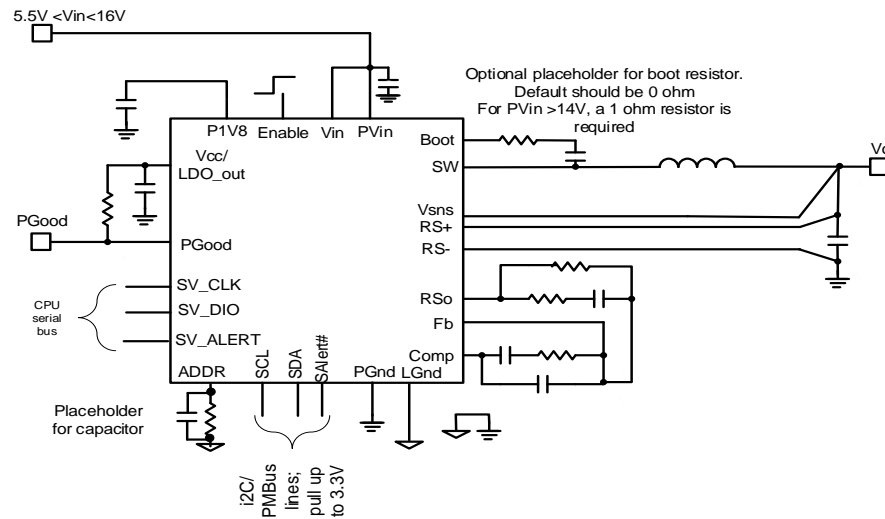 5.5V <Vin<16V
Optional placeholder for boot resistor.
Default should be 0 ohm
For PVin >14V, a 1 ohm resistor is
required
P1V8
Enable
Vin
PVin
Boot
SW
Vcc/
LDO_out
Vsns
RS+
RS-
PGood
PGood
SV_CLK
SV_DIO
SV_ALERT
CPU
serial
bus
RSo
Fb
Comp
ADDR
SCL
SDA
SAlert#
PGnd
LGnd
Placeholder
for capacitor
i2C/
PMBus
lines;
pull up
to 3.3V